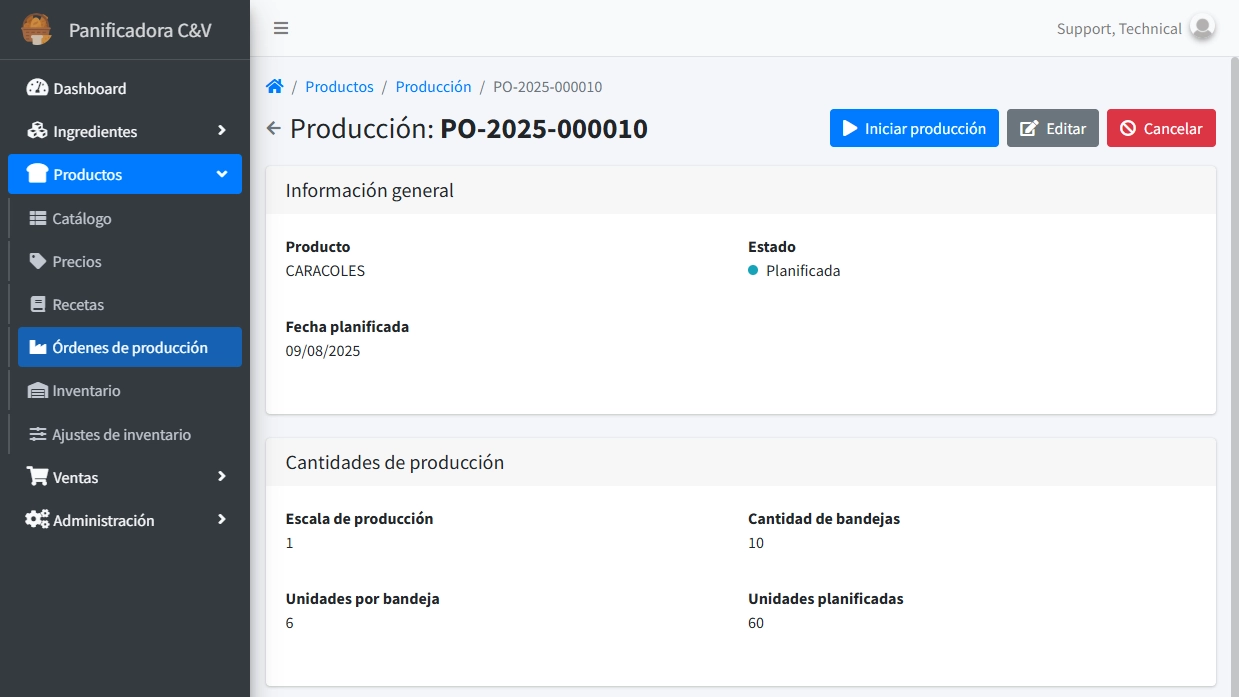 Panificadora C&V
Support, Technical
Dashboard
Ingredientes
Productos
Catálogo
Precios
Recetas
Órdenes de producción
Inventario
Ajustes de inventario
Ventas
Administración
/ Productos / Producción / PO-2025-000010
Producción: PO-2025-000010
Iniciar producción
Editar
Cancelar
Información general
Producto
CARACOLES
Estado
Planificada
Fecha planificada
09/08/2025
Cantidades de producción
Escala de producción
1
Cantidad de bandejas
10
Unidades por bandeja
6
Unidades planificadas
60